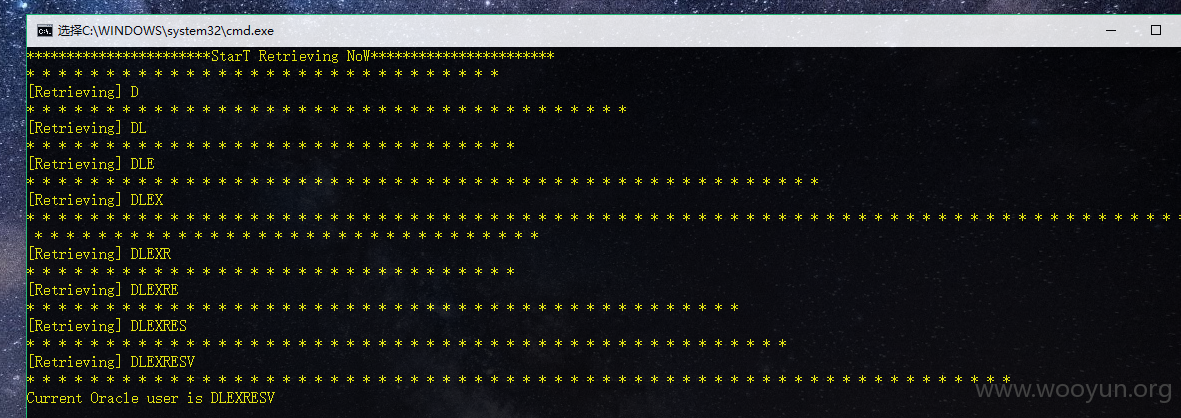 选择C:\WINDOWS\system32\cmd.exe
***********************StarT Retrieving NoW***********************
* * * * * * * * * * * * * * * * * * * * * * * * * * * * * *
[Retrieving] D
* * * * * * * * * * * * * * * * * * * * * * * * * * * * * * * * * * * * * *
[Retrieving] DL
* * * * * * * * * * * * * * * * * * * * * * * * * * * * * * *
[Retrieving] DLE
* * * * * * * * * * * * * * * * * * * * * * * * * * * * * * * * * * * * * * * * * * * * * * * * * *
[Retrieving] DLEX
* * * * * * * * * * * * * * * * * * * * * * * * * * * * * * * * * * * * * * * * * * * * * * * * * * * * * * * * * * * * * * * * * * * * * * * * *
* * * * * * * * * * * * * * * * * * * * * * * * * * * * * * * *
[Retrieving] DLEXR
* * * * * * * * * * * * * * * * * * * * * * * * * * * * * * *
[Retrieving] DLEXRE
* * * * * * * * * * * * * * * * * * * * * * * * * * * * * * * * * * * * * * * * * * * * *
[Retrieving] DLEXRES
* * * * * * * * * * * * * * * * * * * * * * * * * * * * * * * * * * * * * * * * * * * * * * * *
[Retrieving] DLEXRESV
* * * * * * * * * * * * * * * * * * * * * * * * * * * * * * * * * * * * * * * * * * * * * * * * * * * * * * * * * * * * * *
Current Oracle user is DLEXRESV
www.wooyun.org